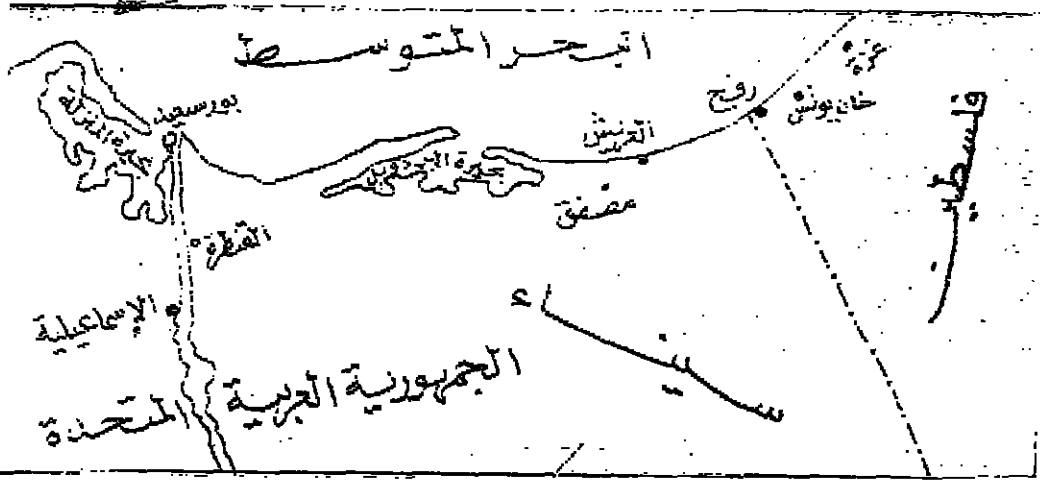 البحر المتوسط
غزة
رفح
خان يونس
فلسطين
بورسعيد
بحيرة المنزلة
العريش
بحيرة البردويل
القنطرة
سيناء
الإسماعيلية
الجمهورية العربية المتحدة